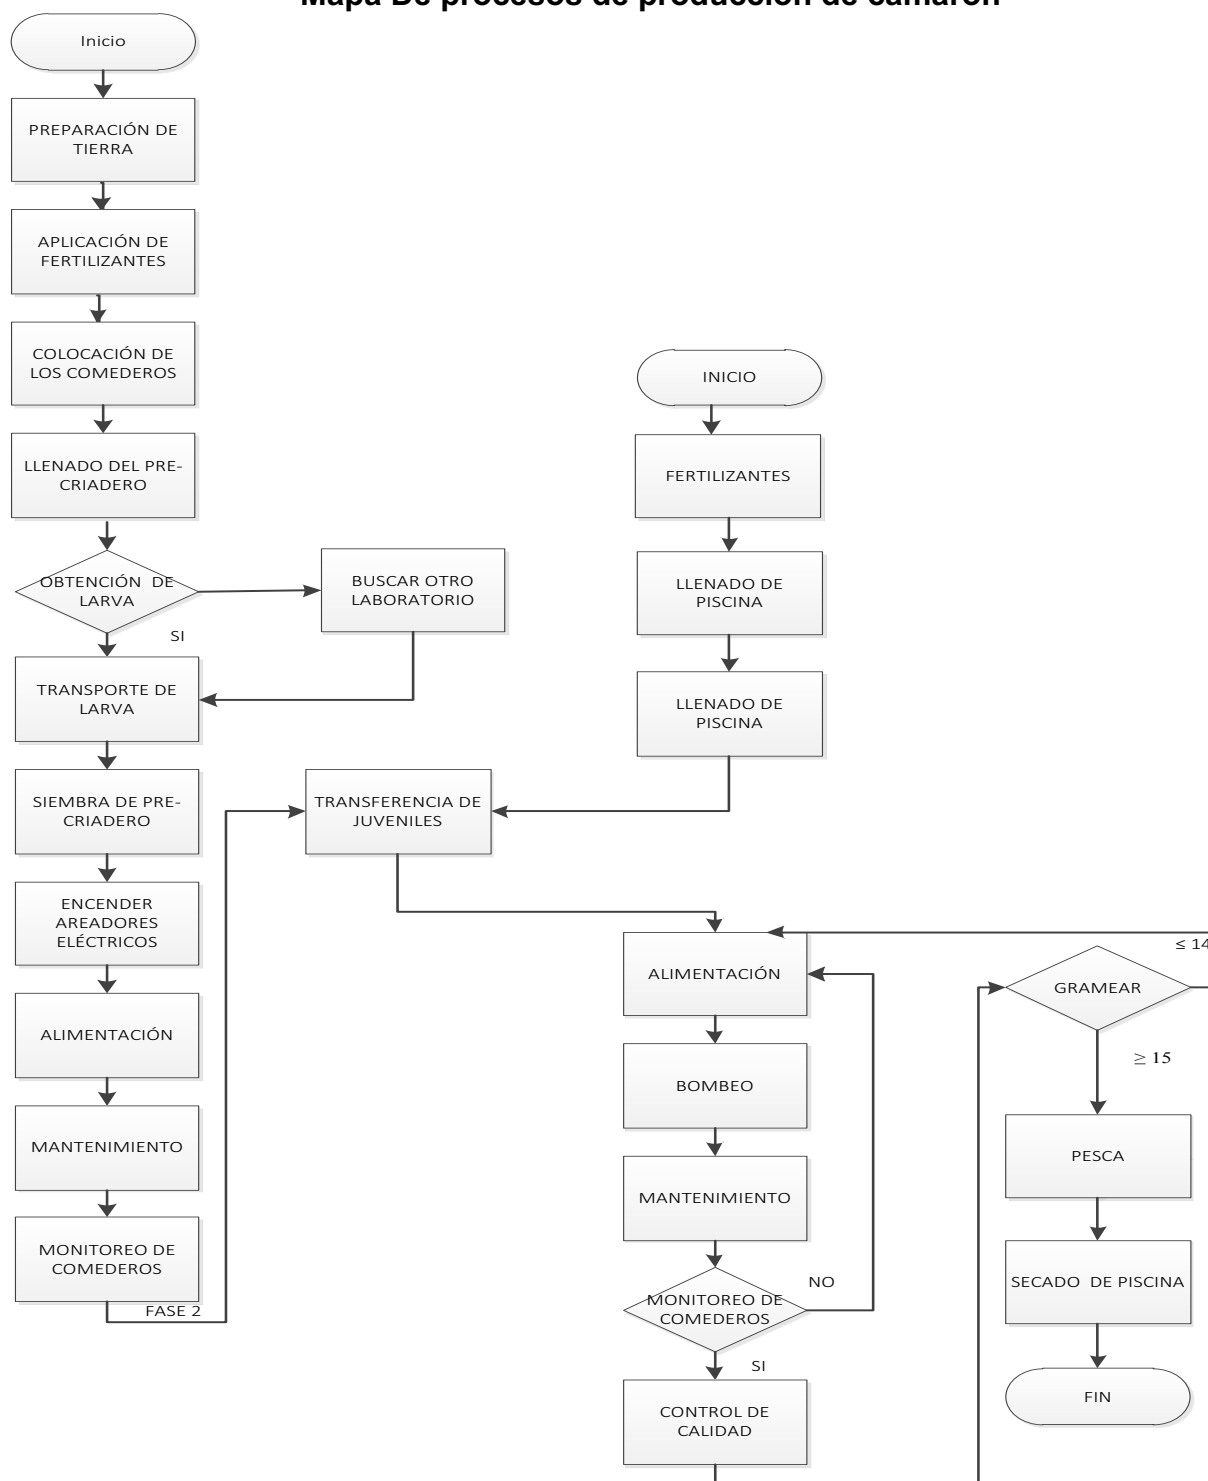 Mapa De procesos de producción de camarón
Inicio
PREPARACIÓN DE
TIERRA
APLICACIÓN DE
FERTILIZANTES
COLOCACIÓN DE
LOS COMEDEROS
LLENADO DEL PRE-
CRIADERO
OBTENCIÓN DE
LARVA
SI
BUSCAR OTRO
LABORATORIO
TRANSPORTE DE
LARVA
SIEMBRA DE PRE-
CRIADERO
ENCENDER
AREADORES
ELÉCTRICOS
ALIMENTACIÓN
MANTENIMIENTO
MONITOREO DE
COMEDEROS
FASE 2
INICIO
FERTILIZANTES
LLENADO DE
PISCINA
LLENADO DE
PISCINA
TRANSFERENCIA DE
JUVENILES
ALIMENTACIÓN
BOMBEO
MANTENIMIENTO
MONITOREO DE
COMEDEROS
NO
SI
CONTROL DE
CALIDAD
≤ 14
GRAMEAR
≥ 15
PESCA
SECADO DE PISCINA
FIN